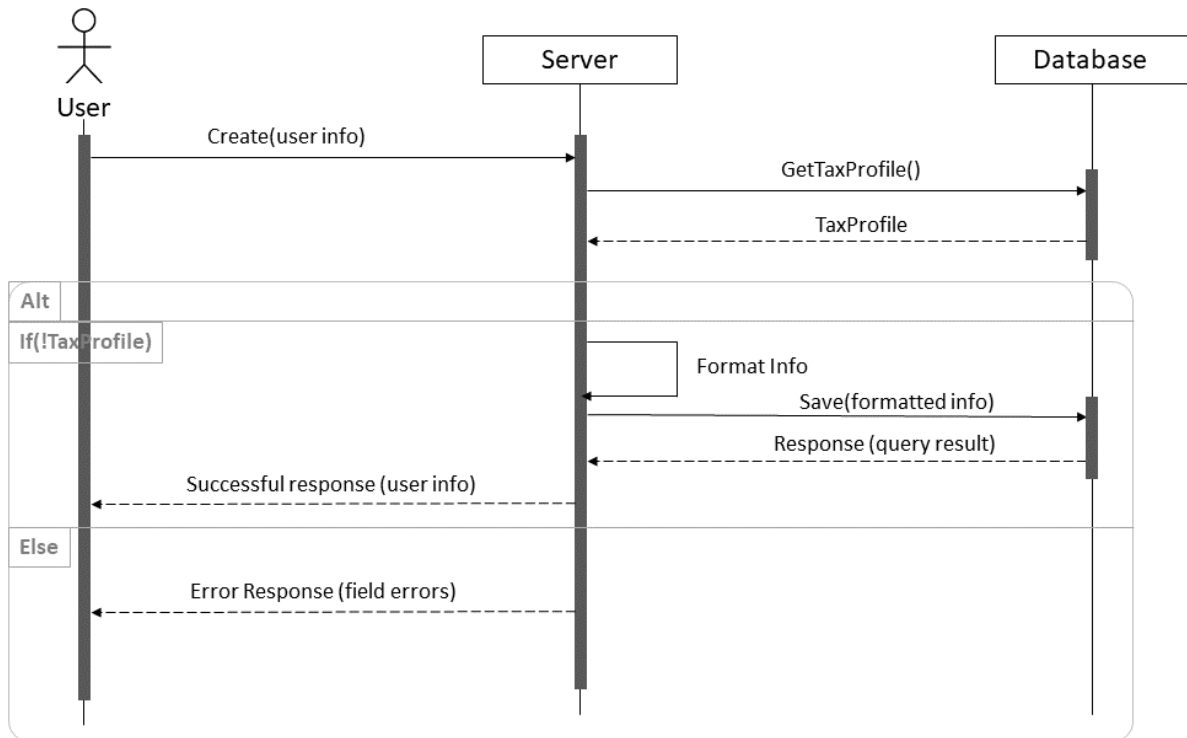 User
Server
Database
Create(user info)
GetTaxProfile()
TaxProfile
Alt
If(!TaxProfile)
Format Info
Save(formatted info)
Response (query result)
Successful response (user info)
Else
Error Response (field errors)